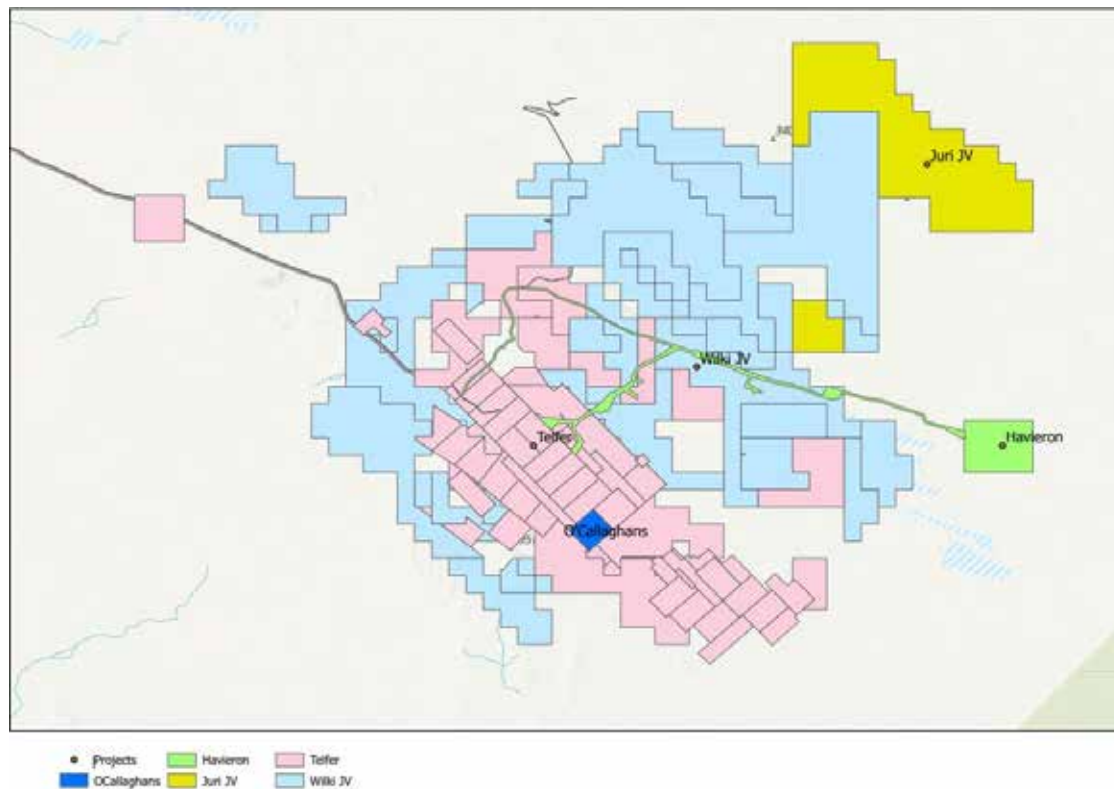 Juri JV
Wilki JV
Havieron
Telfer
O'Callaghans
Projects
Havieron
Telfer
OCallaghans
Juri JV
Wilki JV